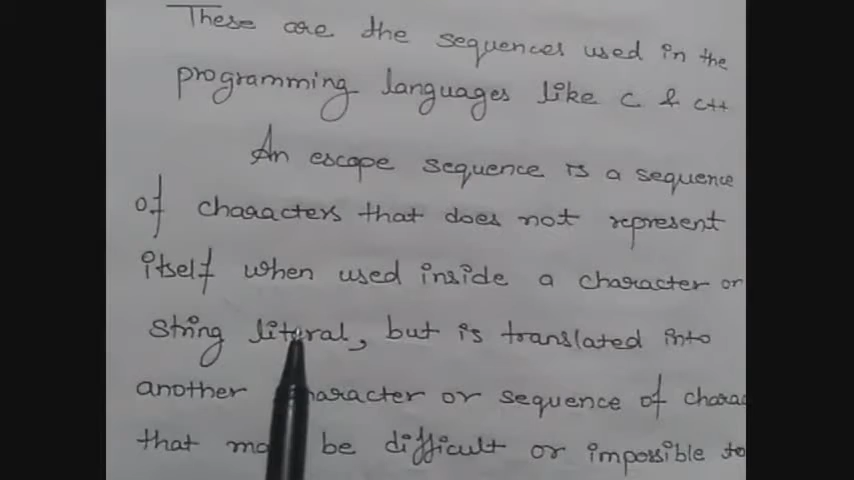 These are the sequences used in the
programming languages like C & C++
An escape sequence is a sequence
of characters that does not represent
itself when used inside a character or
string literal, but is translated into
another character or sequence of charac
that may be difficult or impossible to